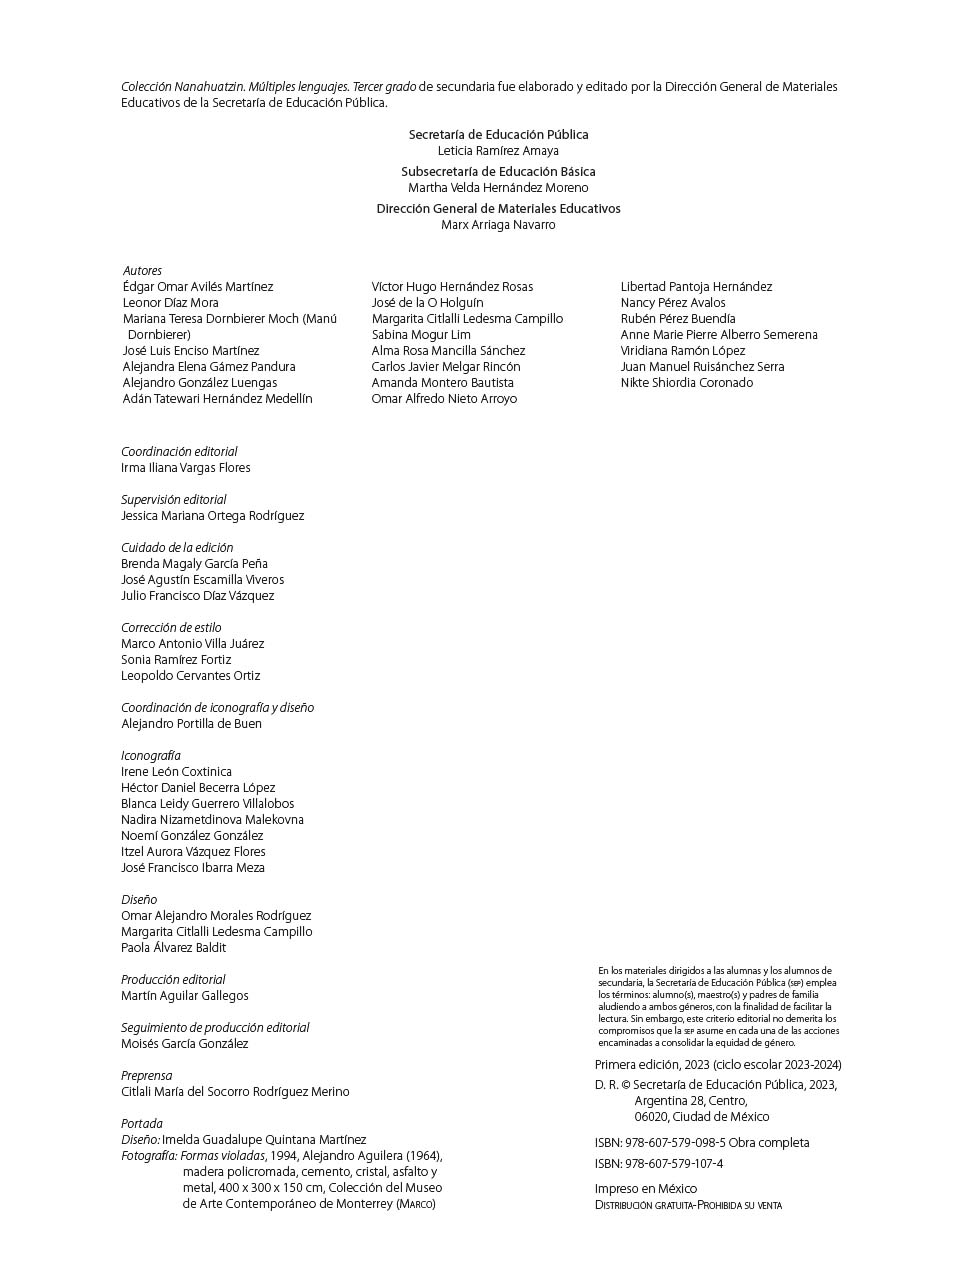 Colección Nanahuatzin. Múltiples lenguajes. Tercer grado de secundaria fue elaborado y editado por la Dirección General de Materiales
Educativos de la Secretaría de Educación Pública.
Secretaría de Educación Pública
Leticia Ramírez Amaya
Subsecretaría de Educación Básica
Martha Velda Hernández Moreno
Dirección General de Materiales Educativos
Marx Arriaga Navarro
Autores
Édgar Omar Avilés Martínez
Leonor Díaz Mora
Mariana Teresa Dornbierer Moch (Manú
Dornbierer)
José Luis Enciso Martínez
Alejandra Elena Gámez Pandura
Alejandro González Luengas
Adán Tatewari Hernández Medellín
Víctor Hugo Hernández Rosas
José de la O Holguín
Margarita Citlalli Ledesma Campillo
Sabina Mogur Lim
Alma Rosa Mancilla Sánchez
Carlos Javier Melgar Rincón
Amanda Montero Bautista
Omar Alfredo Nieto Arroyo
Libertad Pantoja Hernández
Nancy Pérez Avalos
Rubén Pérez Buendía
Anne Marie Pierre Alberro Semerena
Viridiana Ramón López
Juan Manuel Ruisánchez Serra
Nikte Shiordia Coronado
Coordinación editorial
Irma Iliana Vargas Flores
Supervisión editorial
Jessica Mariana Ortega Rodríguez
Cuidado de la edición
Brenda Magaly García Peña
José Agustín Escamilla Viveros
Julio Francisco Díaz Vázquez
Corrección de estilo
Marco Antonio Villa Juárez
Sonia Ramírez Fortiz
Leopoldo Cervantes Ortiz
Coordinación de iconografía y diseño
Alejandro Portilla de Buen
Iconografía
Irene León Coxtinica
Héctor Daniel Becerra López
Blanca Leidy Guerrero Villalobos
Nadira Nizametdinova Malekovna
Noemí González González
Itzel Aurora Vázquez Flores
José Francisco Ibarra Meza
Diseño
Omar Alejandro Morales Rodríguez
Margarita Citlalli Ledesma Campillo
Paola Álvarez Baldit
Producción editorial
Martín Aguilar Gallegos
Seguimiento de producción editorial
Moisés García González
Preprensa
Citlali María del Socorro Rodríguez Merino
Portada
Diseño: Imelda Guadalupe Quintana Martínez
Fotografía: Formas violadas, 1994, Alejandro Aguilera (1964),
madera policromada, cemento, cristal, asfalto y
metal, 400 x 300 x 150 cm, Colección del Museo
de Arte Contemporáneo de Monterrey (MARCO)
En los materiales dirigidos a las alumnas y los alumnos de
secundaria, la Secretaría de Educación Pública (SEP) emplea
los términos: alumno(s), maestro(s) y padres de familia
aludiendo a ambos géneros, con la finalidad de facilitar la
lectura. Sin embargo, este criterio editorial no demerita los
compromisos que la SEP asume en cada una de las acciones
encaminadas a consolidar la equidad de género.
Primera edición, 2023 (ciclo escolar 2023-2024)
D. R. © Secretaría de Educación Pública, 2023,
Argentina 28, Centro,
06020, Ciudad de México
ISBN: 978-607-579-098-5 Obra completa
ISBN: 978-607-579-107-4
Impreso en México
DISTRIBUCIÓN GRATUITA-PROHIBIDA SU VENTA